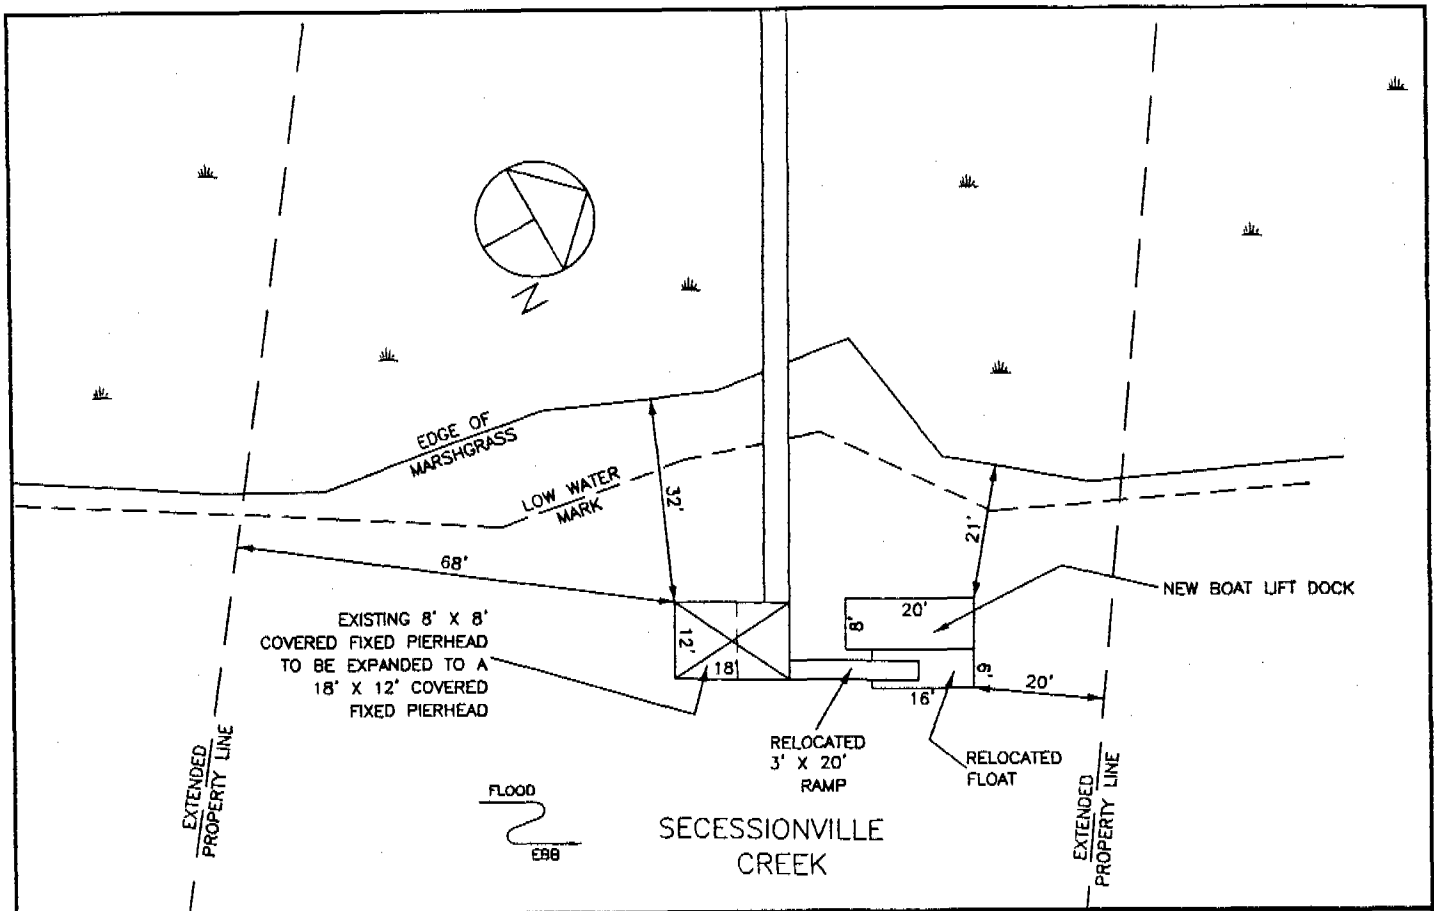 N
EDGE OF
MARSHGRASS
LOW WATER
MARK
32'
21'
68'
NEW BOAT LIFT DOCK
EXISTING 8' X 8'
COVERED FIXED PIERHEAD
TO BE EXPANDED TO A
18' X 12' COVERED
FIXED PIERHEAD
12'
18'
20'
8'
6'
16'
20'
RELOCATED
3' X 20'
RAMP
RELOCATED
FLOAT
EXTENDED
PROPERTY LINE
EXTENDED
PROPERTY LINE
FLOOD
EBB
SECESSIONVILLE
CREEK